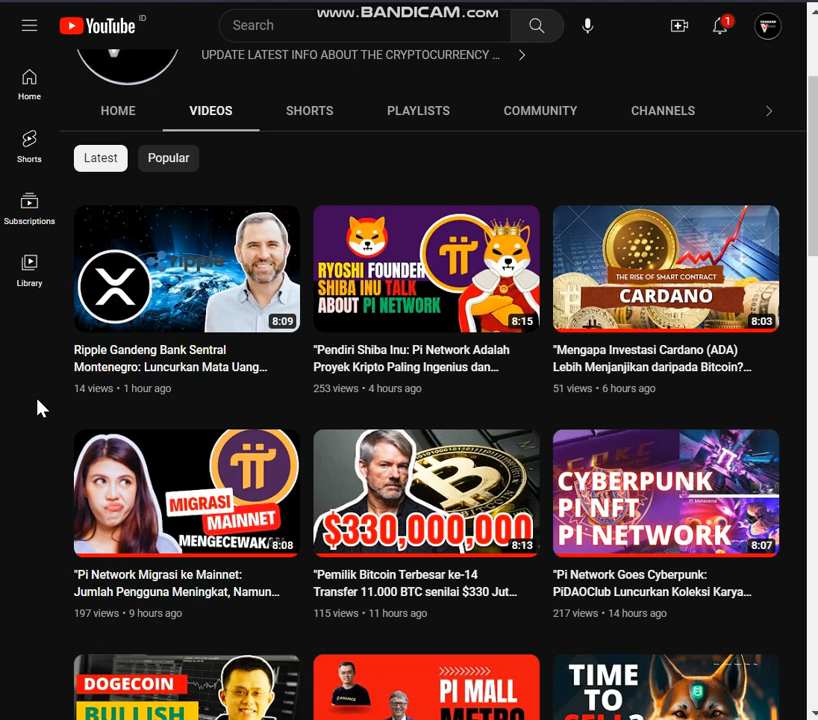 www.BANDICAM.com
YouTube ID
Search
1
UPDATE LATEST INFO ABOUT THE CRYPTOCURRENCY ...
Home
Shorts
Subscriptions
Library
HOME
VIDEOS
SHORTS
PLAYLISTS
COMMUNITY
CHANNELS
Latest
Popular
ripple
8:09
Ripple Gandeng Bank Sentral
Montenegro: Luncurkan Mata Uang...
14 views • 1 hour ago
RYOSHI FOUNDER
SHIBA INU TALK
ABOUT PI NETWORK
8:15
"Pendiri Shiba Inu: Pi Network Adalah
Proyek Kripto Paling Ingenius dan...
253 views • 4 hours ago
THE RISE OF SMART CONTRACT
CARDANO
8:03
"Mengapa Investasi Cardano (ADA)
Lebih Menjanjikan daripada Bitcoin?...
51 views • 6 hours ago
MIGRASI
MAINNET
MENGECEWAKA
8:08
"Pi Network Migrasi ke Mainnet:
Jumlah Pengguna Meningkat, Namun...
197 views • 9 hours ago
$330,000,000
8:13
"Pemilik Bitcoin Terbesar ke-14
Transfer 11.000 BTC senilai $330 Jut...
115 views • 11 hours ago
CYBERPUNK
PI NFT
PI NETWORK
Pi Metaverse
8:07
"Pi Network Goes Cyberpunk:
PiDAOClub Luncurkan Koleksi Karya...
217 views • 14 hours ago
DOGECOIN
BULLISH
BINANCE
PI MALL
METRO
TIME
TO
SELL?